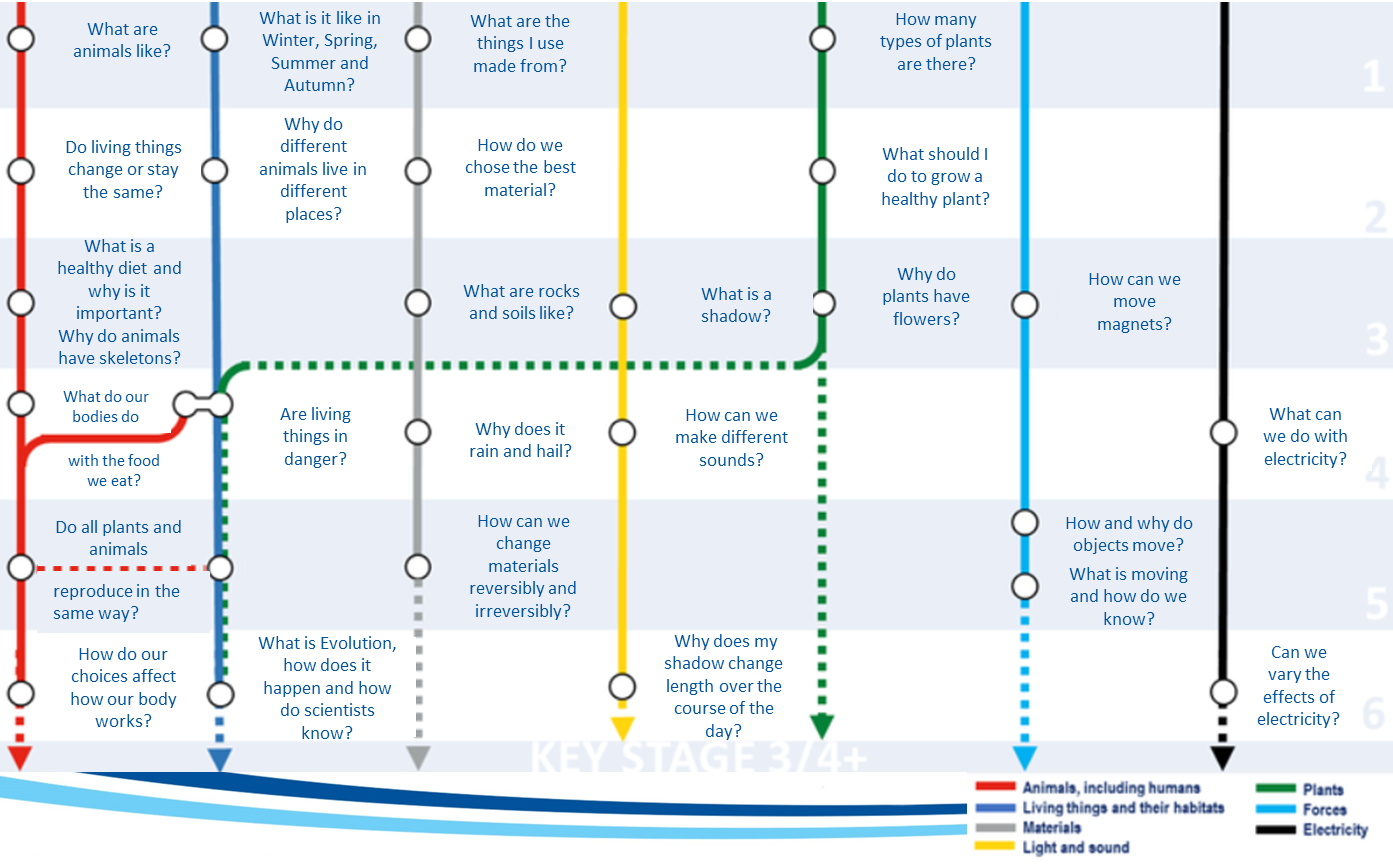 What are
animals like?
What is it like in
Winter, Spring,
Summer and
Autumn?
What are the
things I use
made from?
How many
types of plants
are there?
1
Do living things
change or stay
the same?
Why do
different
animals live in
different
places?
How do we
chose the best
material?
What should I
do to grow a
healthy plant?
2
What is a
healthy diet and
why is it
important?
Why do animals
have skeletons?
What are rocks
and soils like?
What is a
shadow?
Why do
plants have
flowers?
How can we
move
magnets?
3
What do our
bodies do
with the food
we eat?
Are living
things in
danger?
Why does it
rain and hail?
How can we
make different
sounds?
What can
we do with
electricity?
4
Do all plants and
animals
reproduce in the
same way?
How can we
change
materials
reversibly and
irreversibly?
How and why do
objects move?
What is moving
and how do we
know?
5
How do our
choices affect
how our body
works?
What is Evolution,
how does it
happen and how
do scientists
know?
Why does my
shadow change
length over the
course of the
day?
Can we
vary the
effects of
electricity?
6
KEY STAGE 3/4+
Animals, including humans
Living things and their habitats
Materials
Light and sound
Plants
Forces
Electricity